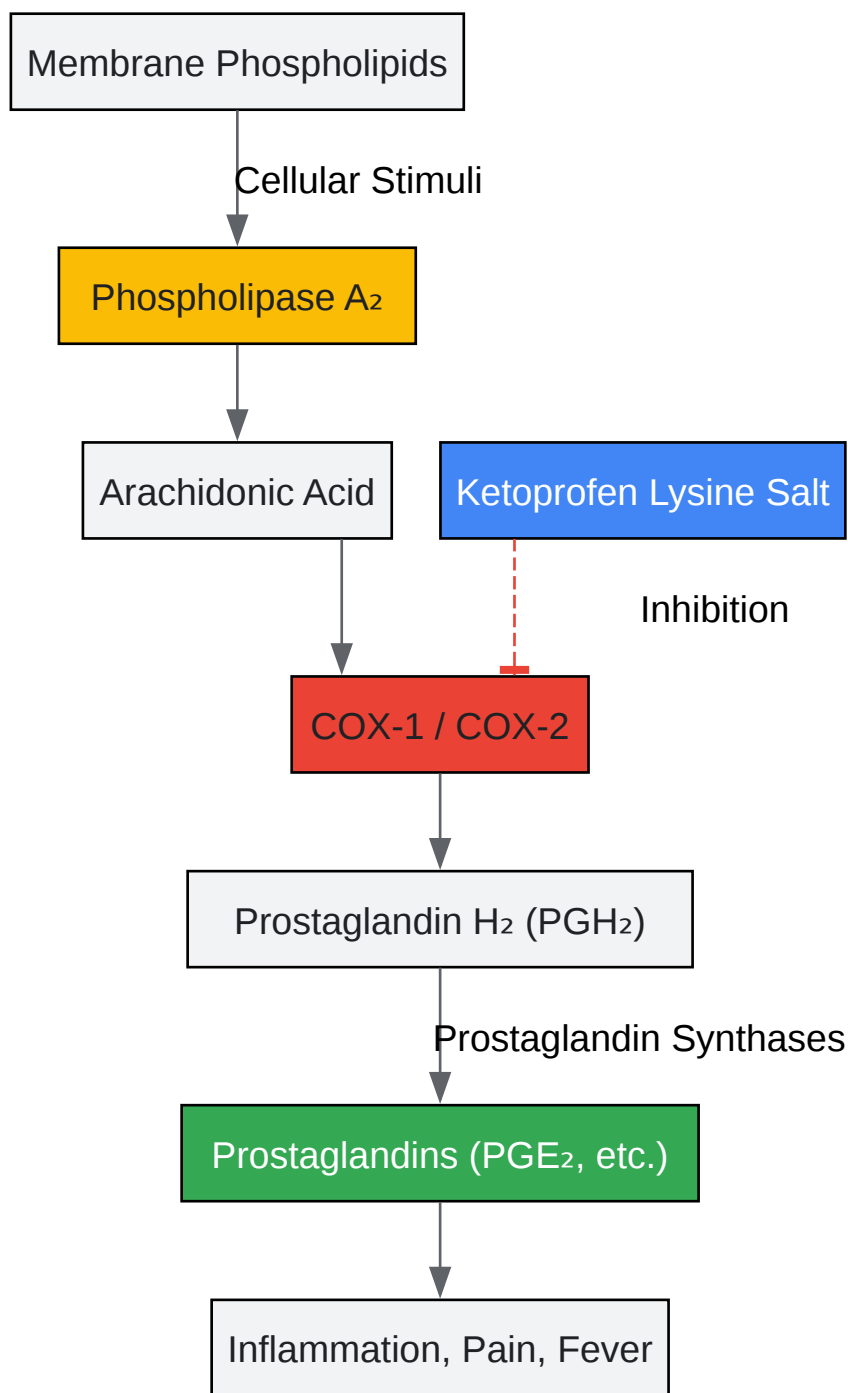 Membrane Phospholipids
Cellular Stimuli
Phospholipase A₂
Arachidonic Acid
Ketoprofen Lysine Salt
Inhibition
COX-1 / COX-2
Prostaglandin H₂ (PGH₂)
Prostaglandin Synthases
Prostaglandins (PGE₂, etc.)
Inflammation, Pain, Fever